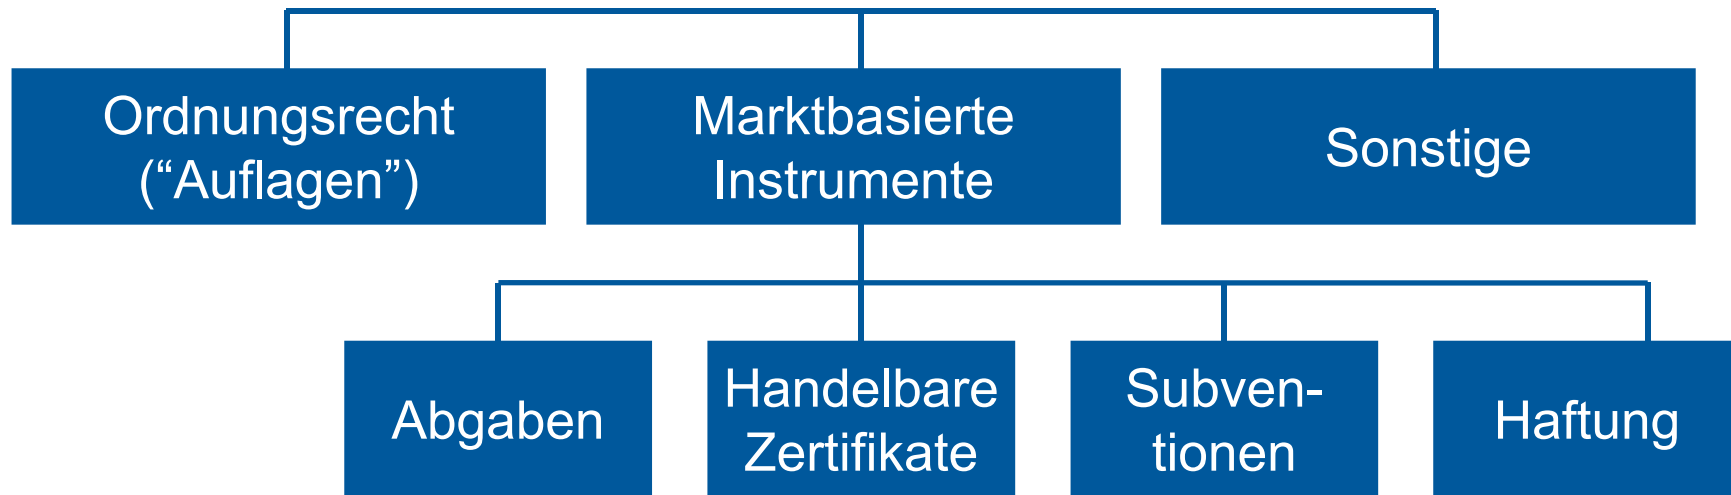 Ordnungsrecht
(“Auflagen”)
Marktbasierte
Instrumente
Sonstige
Abgaben
Handelbare
Zertifikate
Subven-
tionen
Haftung